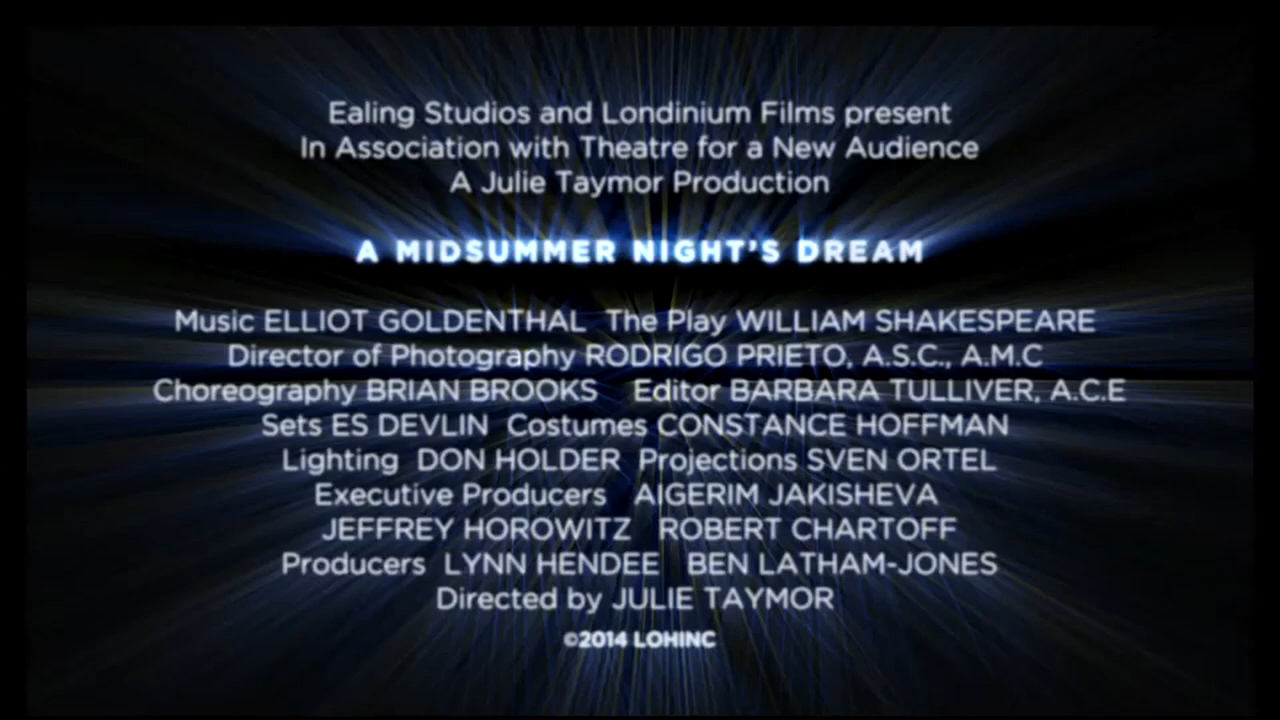 Ealing Studios and Londinium Films present
In Association with Theatre for a New Audience
A Julie Taymor Production
A MIDSUMMER NIGHT'S DREAM
Music ELLIOT GOLDENTHAL The Play WILLIAM SHAKESPEARE
Director of Photography RODRIGO PRIETO, A.S.C., A.M.C
Choreography BRIAN BROOKS Editor BARBARA TULLIVER, A.C.E
Sets ES DEVLIN Costumes CONSTANCE HOFFMAN
Lighting DON HOLDER Projections SVEN ORTEL
Executive Producers AIGERIM JAKISHEVA
JEFFREY HOROWITZ ROBERT CHARTOFF
Producers LYNN HENDEE BEN LATHAM-JONES
Directed by JULIE TAYMOR
©2014 LOHINC